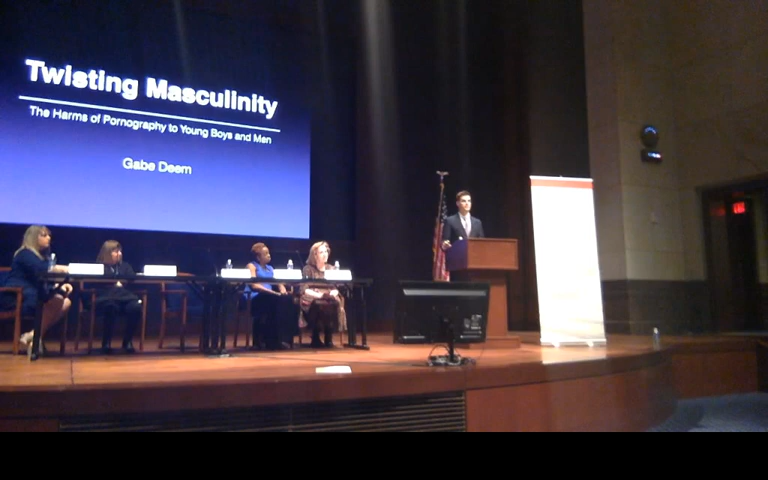 Twisting Masculinity
The Harms of Pornography to Young Boys and Men
Gabe Deem
EXIT